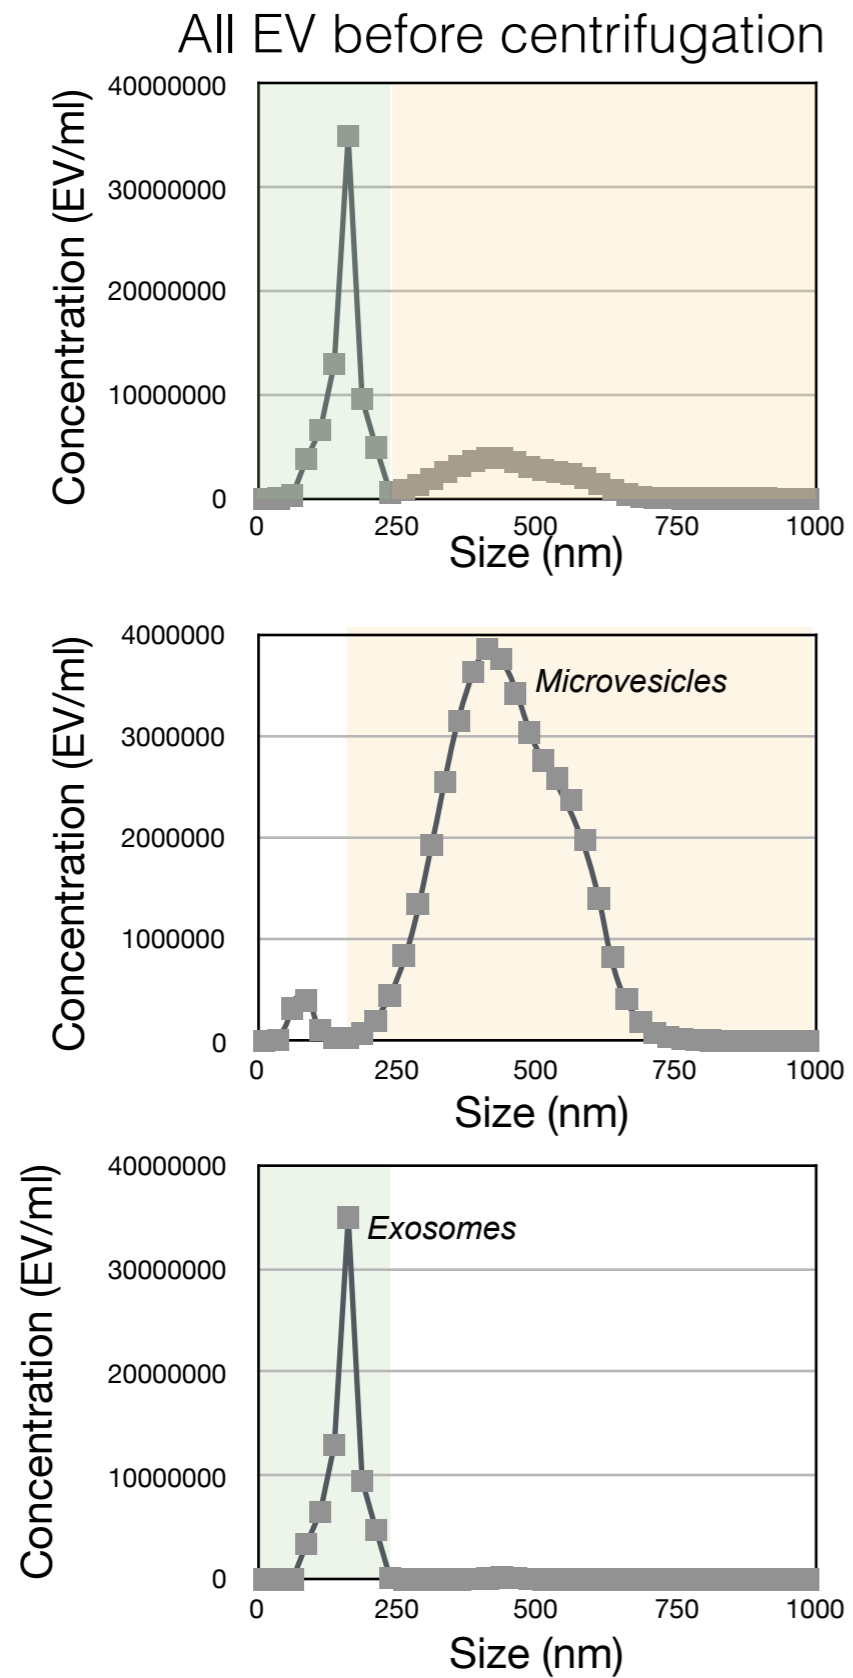 All EV before centrifugation
Concentration (EV/ml)
40000000
30000000
20000000
10000000
0
0 250 500 750 1000
Size (nm)
Concentration (EV/ml)
4000000
3000000
2000000
1000000
0
Microvesicles
0 250 500 750 1000
Size (nm)
Concentration (EV/ml)
40000000
30000000
20000000
10000000
0
Exosomes
0 250 500 750 1000
Size (nm)